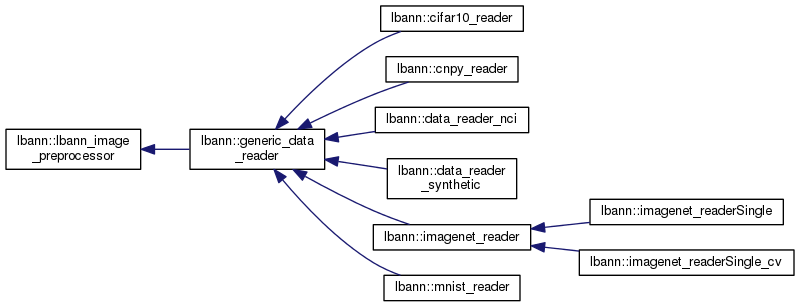 lbann::lbann_image
_preprocessor
lbann::generic_data
_reader
lbann::cifar10_reader
lbann::cnpy_reader
lbann::data_reader_nci
lbann::data_reader
_synthetic
lbann::imagenet_reader
lbann::mnist_reader
lbann::imagenet_readerSingle
lbann::imagenet_readerSingle_cv